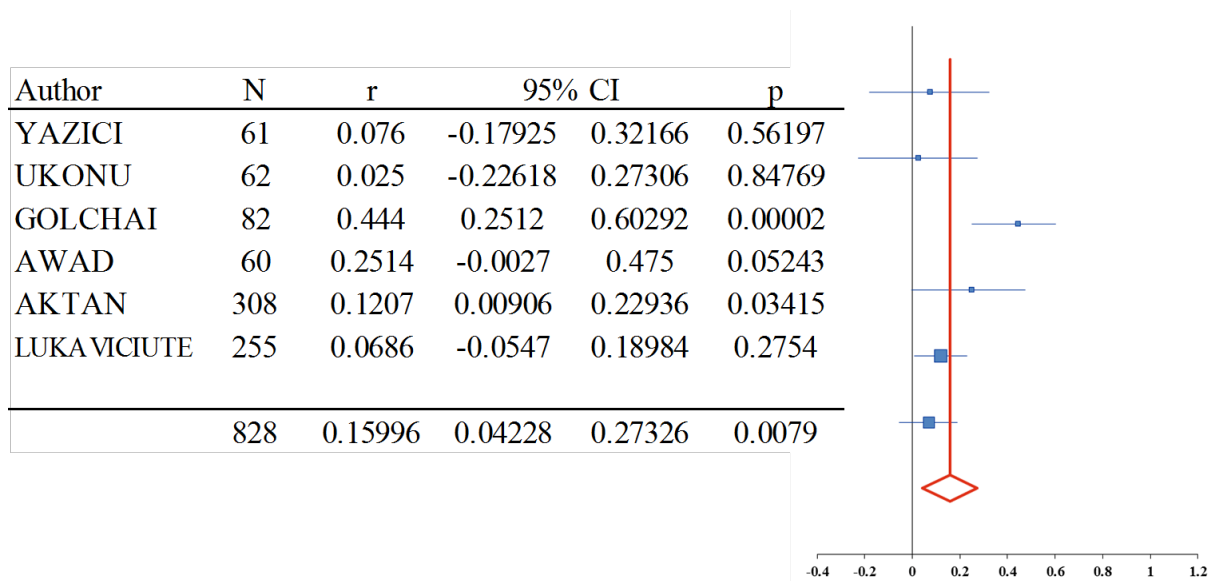 Author N r 95% CI p
YAZICI 61 0.076 -0.17925 0.32166 0.56197
UKONU 62 0.025 -0.22618 0.27306 0.84769
GOLCHAI 82 0.444 0.2512 0.60292 0.00002
AWAD 60 0.2514 -0.0027 0.475 0.05243
AKTAN 308 0.1207 0.00906 0.22936 0.03415
LUKAVICIUTE 255 0.0686 -0.0547 0.18984 0.2754
828 0.15996 0.04228 0.27326 0.0079
-0.4 -0.2 0 0.2 0.4 0.6 0.8 1 1.2